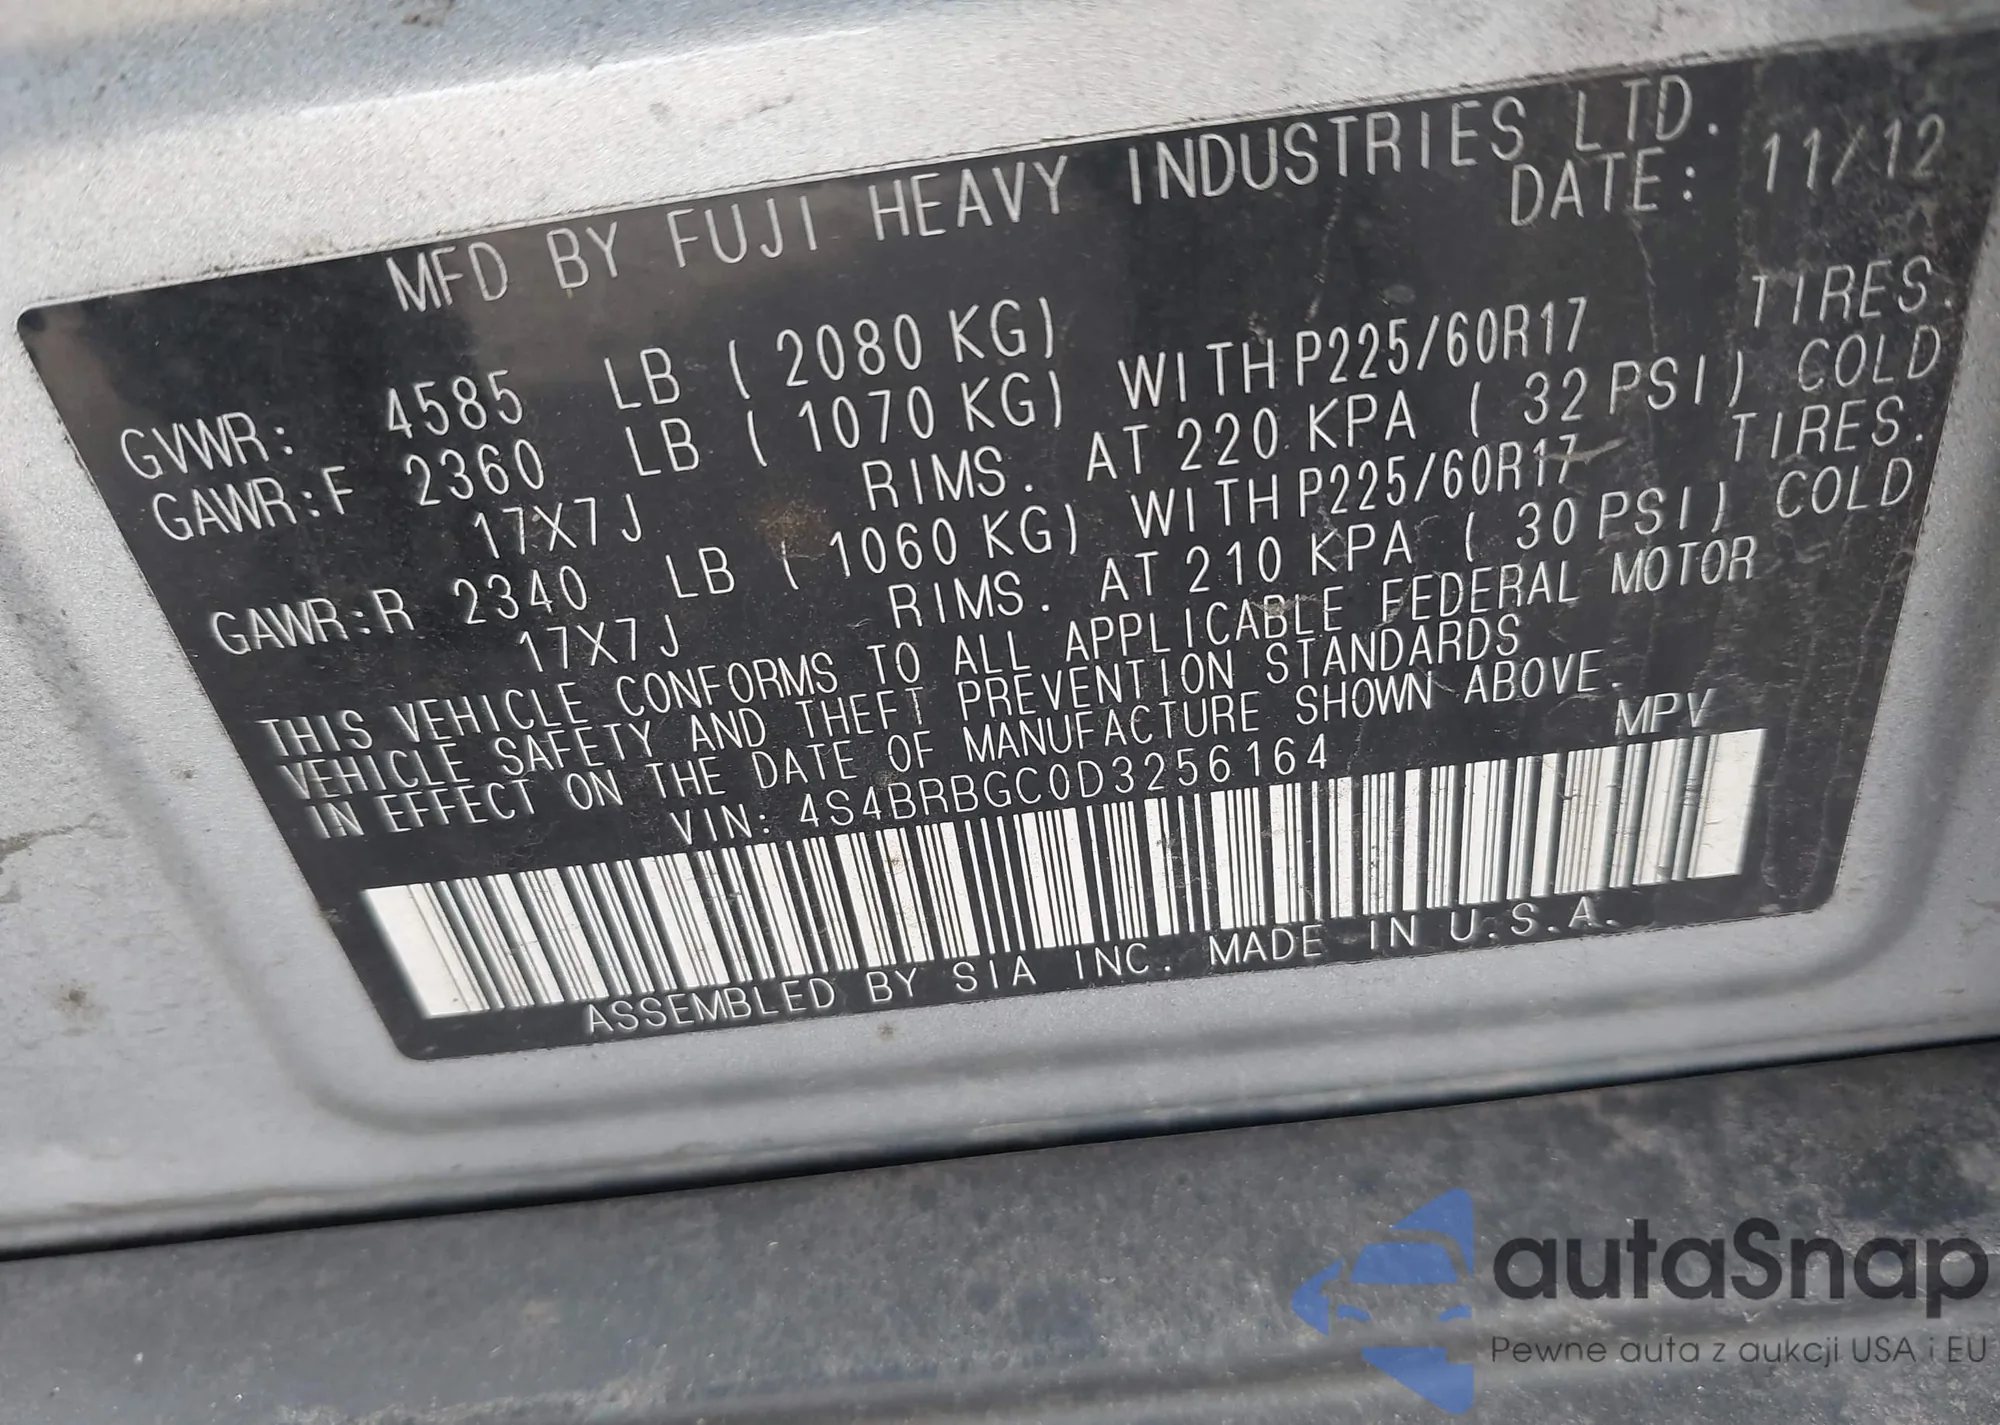 MFD BY FUJI HEAVY INDUSTRIES LTD.
DATE: 11/12
GVWR: 4585 LB ( 2080 KG)
GAWR:F 2360 LB ( 1070 KG) WITH P225/60R17 TIRES.
17X7J RIMS. AT 220 KPA ( 32 PSI) COLD
GAWR:R 2340 LB ( 1060 KG) WITH P225/60R17 TIRES.
17X7J RIMS. AT 210 KPA ( 30 PSI) COLD
THIS VEHICLE CONFORMS TO ALL APPLICABLE FEDERAL MOTOR
VEHICLE SAFETY AND THEFT PREVENTION STANDARDS
IN EFFECT ON THE DATE OF MANUFACTURE SHOWN ABOVE.
VIN: 4S4BRBGC0D3256164 MPV
ASSEMBLED BY SIA INC. MADE IN U.S.A.
autaSnap
Pewne auta z aukcji USA i EU